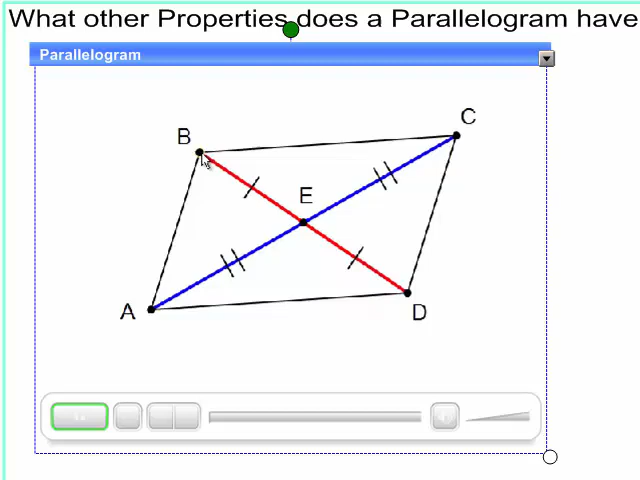 What other Properties does a Parallelogram have
Parallelogram
C
B
E
A
D